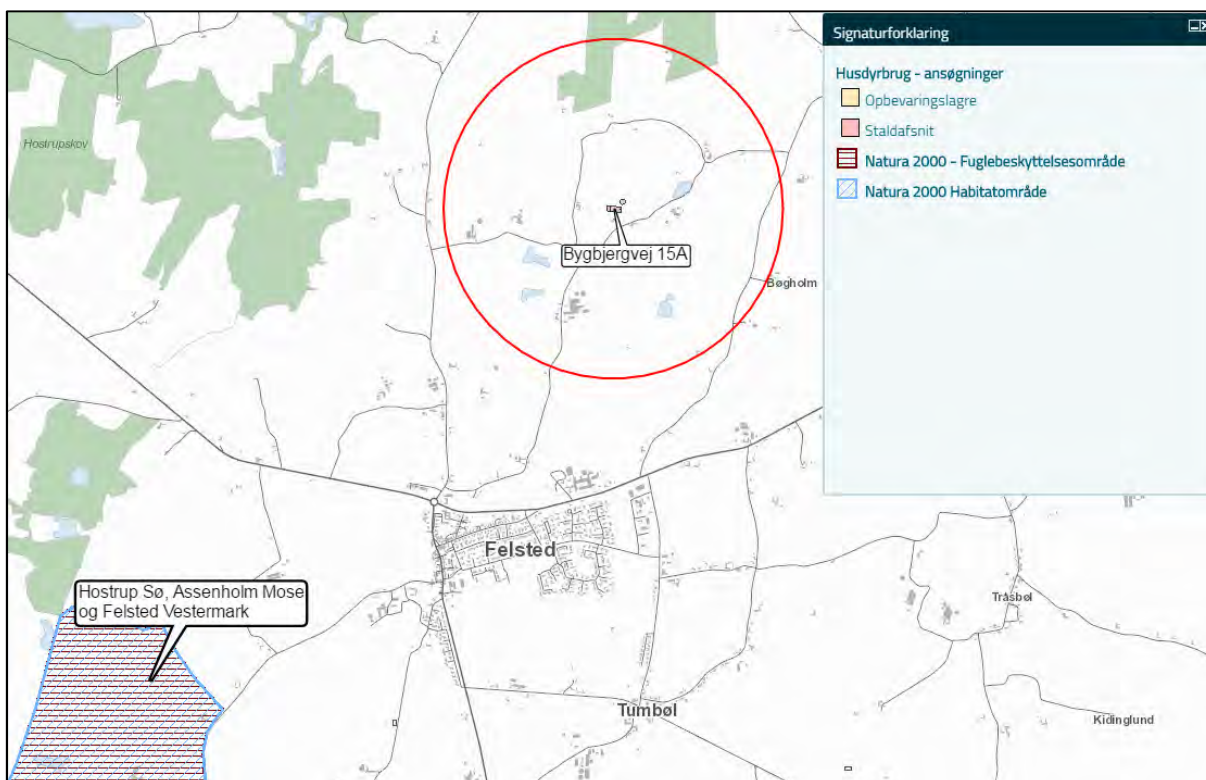 Signaturforklaring
Husdyrbrug - ansøgninger
Opbevaringslagre
Staldafsnit
Natura 2000 - Fuglebeskyttelsesområde
Natura 2000 Habitatområde
Hostrupskov
Bygbjergvej 15A
Bøgholm
Felsted
Hostrup Sø, Assenholm Mose
og Felsted Vestermark
Tråsbøl
Tumbøl
Kidinglund